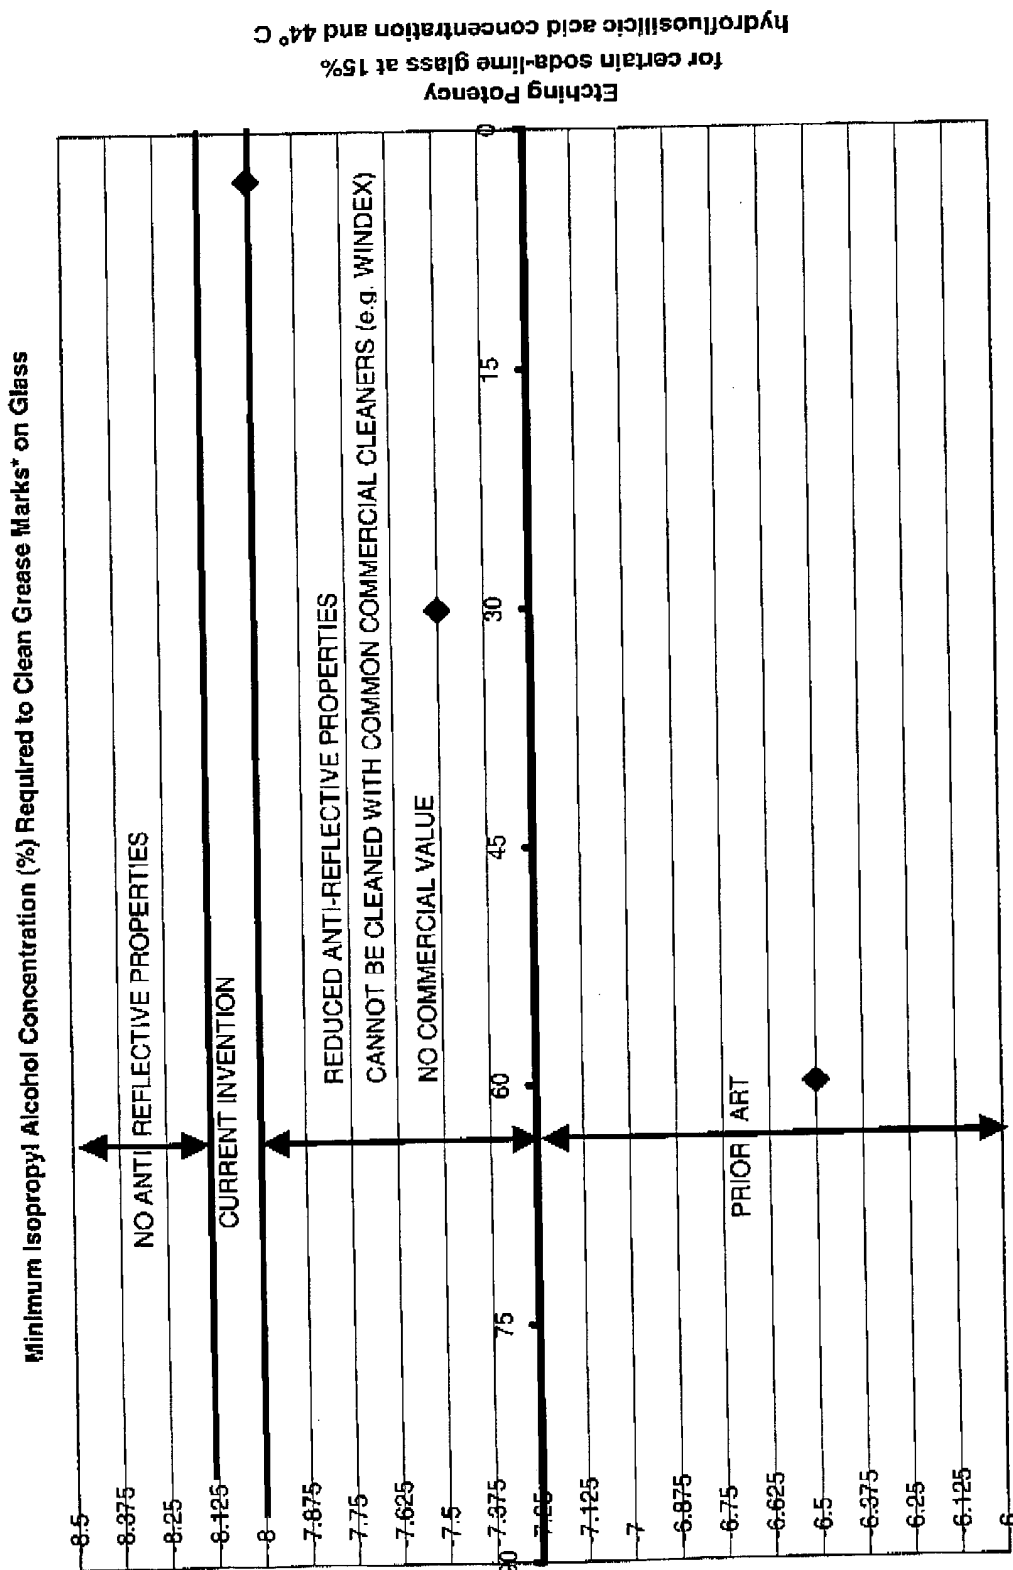 Minimum Isopropyl Alcohol Concentration (%) Required to Clean Grease Marks* on Glass
8.5
8.375
8.25
8.125
8
7.875
7.75
7.625
7.5
7.375
7.25
7.125
7
6.875
6.75
6.625
6.5
6.375
6.25
6.125
6
90
75
60
45
30
15
0
NO ANTI REFLECTIVE PROPERTIES
CURRENT INVENTION
REDUCED ANTI-REFLECTIVE PROPERTIES
CANNOT BE CLEANED WITH COMMON COMMERCIAL CLEANERS (e.g. WINDEX)
NO COMMERCIAL VALUE
PRIOR ART
Etching Potency
for certain soda-lime glass at 15%
hydrofluosilicic acid concentration and 44° C